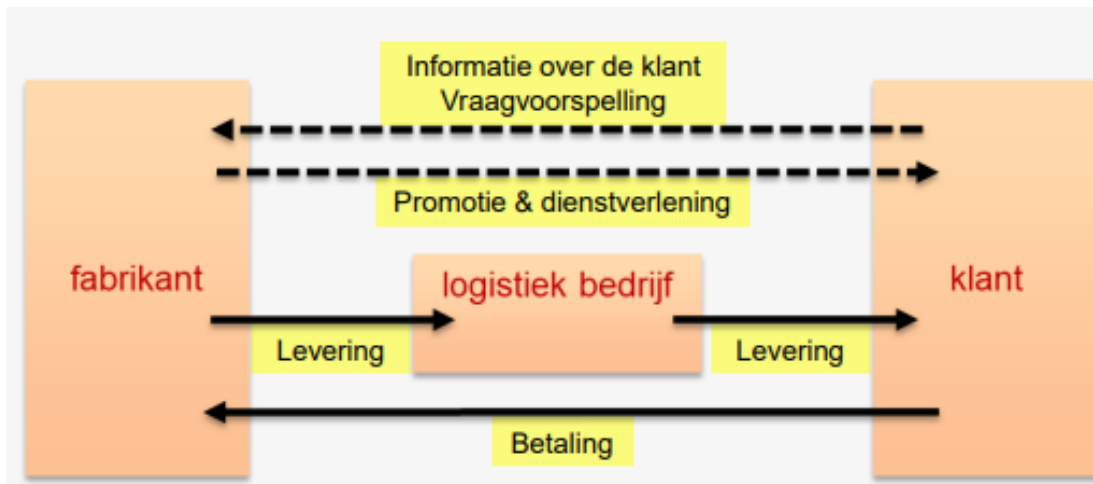 Informatie over de klant
Vraagvoorspelling
Promotie & dienstverlening
fabrikant
logistiek bedrijf
klant
Levering
Levering
Betaling